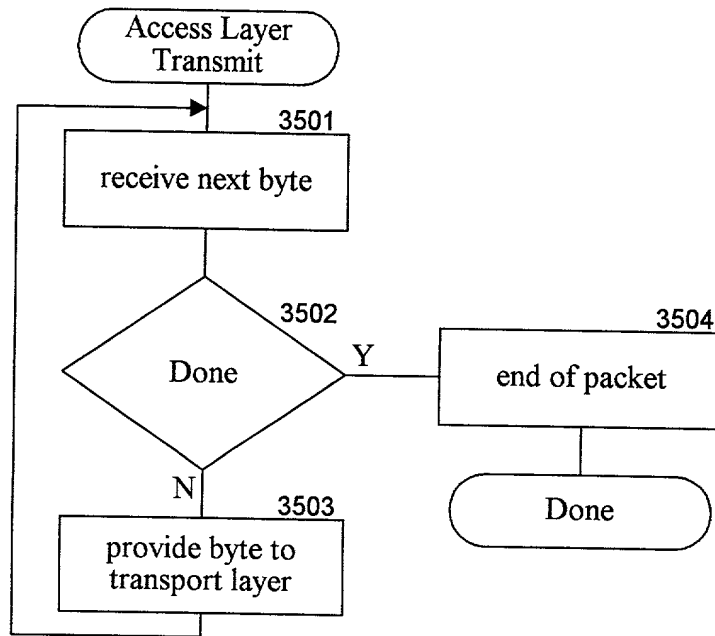 Access Layer
Transmit
3501
receive next byte
3502
Done
Y
3504
end of packet
Done
N
3503
provide byte to
transport layer